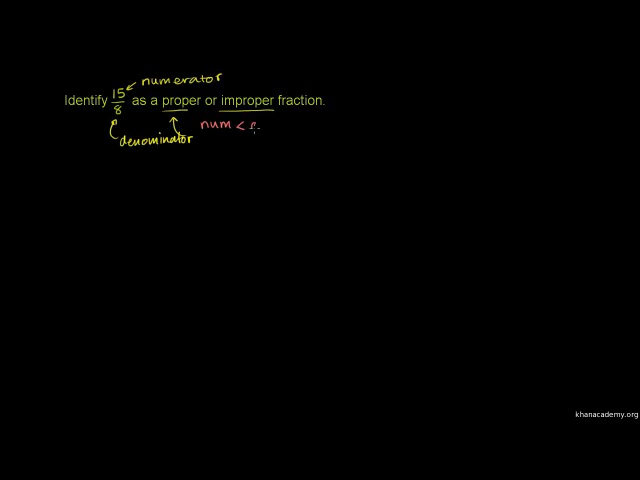 numerator
Identify 15/8 as a proper or improper fraction.
num <
denominator
khanacademy.org